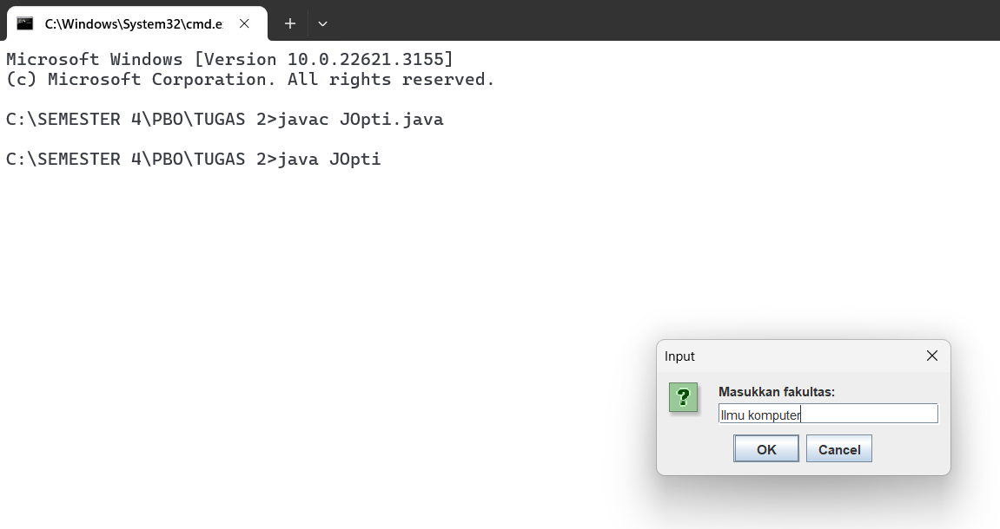 C:\Windows\System32\cmd.e
Microsoft Windows [Version 10.0.22621.3155]
(c) Microsoft Corporation. All rights reserved.
C:\SEMESTER 4\PBO\TUGAS 2>javac JOpti.java
C:\SEMESTER 4\PBO\TUGAS 2>java JOpti
Input
Masukkan fakultas:
Ilmu komputer
OK
Cancel